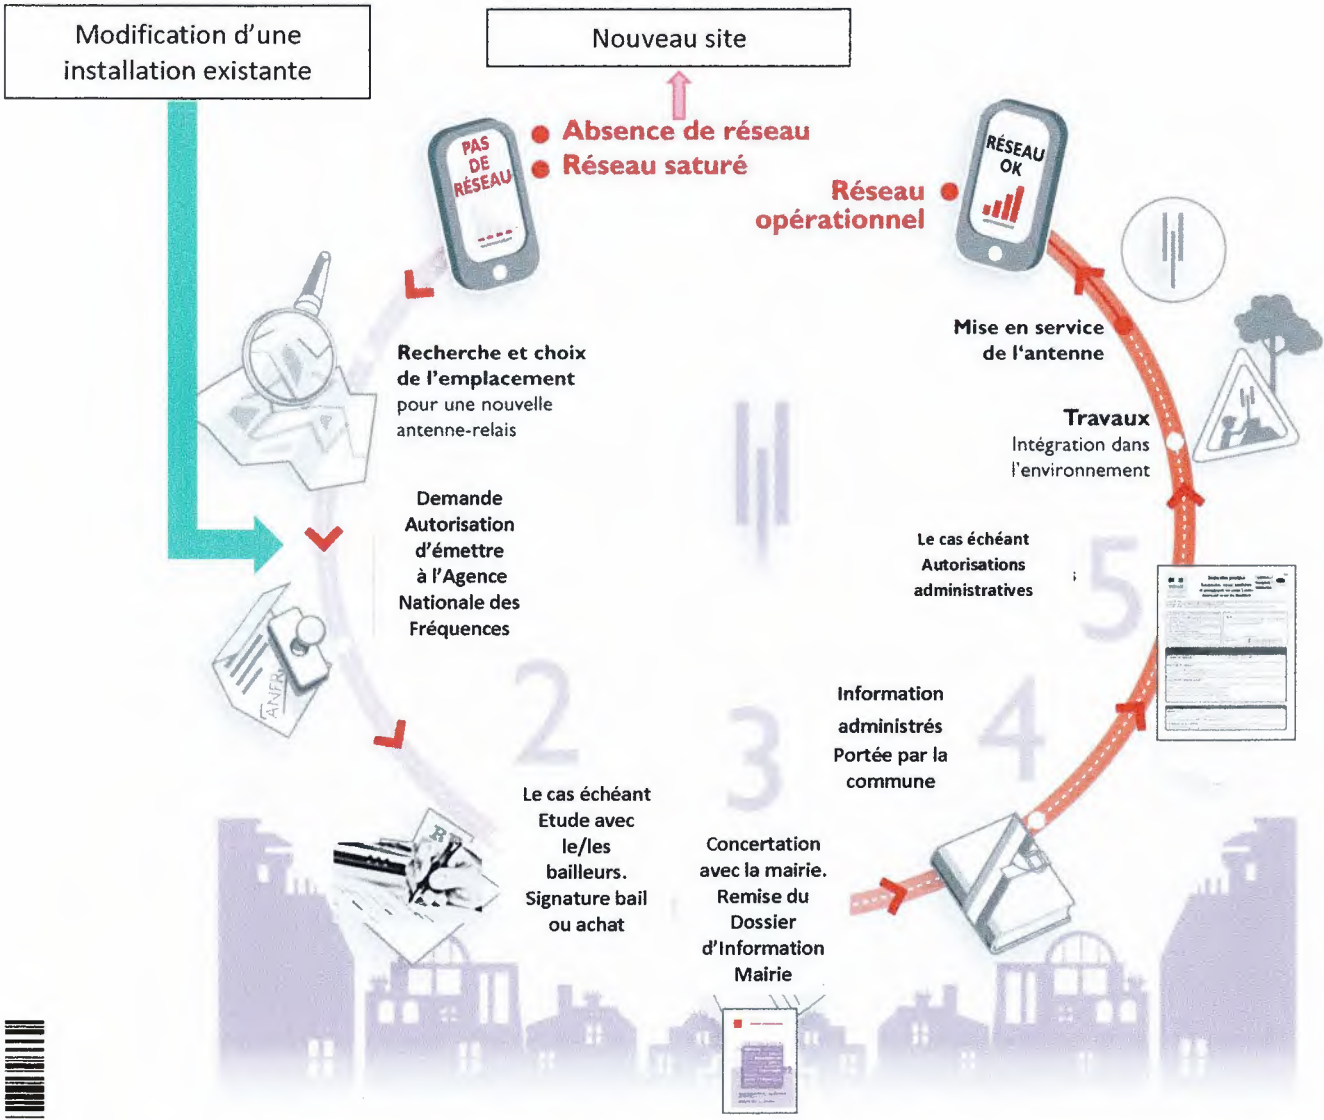 Modification d'une
installation existante
Nouveau site
Absence de réseau
Réseau saturé
PAS
DE
RÉSEAU
RÉSEAU
OK
Réseau
opérationnel
Recherche et choix
de l'emplacement
pour une nouvelle
antenne-relais
Mise en service
de l'antenne
Travaux
Intégration dans
l'environnement
Demande
Autorisation
d'émettre
à l'Agence
Nationale des
Fréquences
ANFR
Le cas échéant
Autorisations
administratives
5
2
Le cas échéant
Etude avec
le/les
bailleurs.
Signature bail
ou achat
3
Concertation
avec la mairie.
Remise du
Dossier
d'Information
Mairie
4
Information
administrés
Portée par la
commune